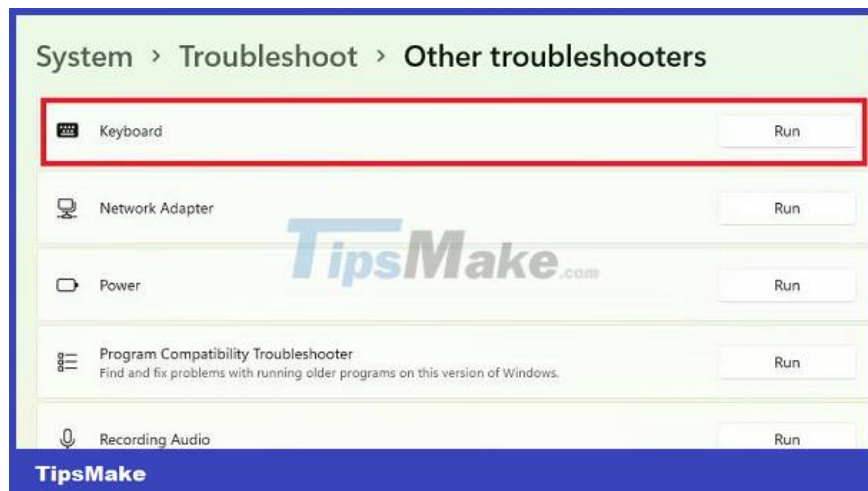 System > Troubleshoot > Other troubleshooters
Keyboard Run
Network Adapter Run
TipsMake.com
Power Run
Program Compatibility Troubleshooter
Find and fix problems with running older programs on this version of Windows. Run
Recording Audio Run
TipsMake